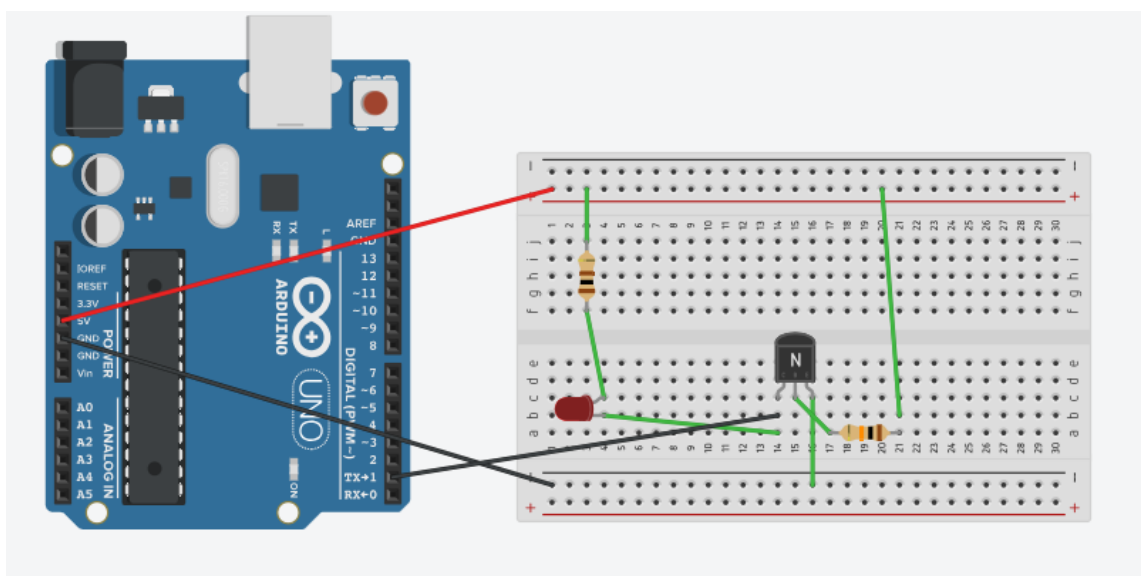 RX
TX
L
ARDUINO
UNO
ON
IOREF
RESET
3.3V
5V
GND
GND
Vin
POWER
A0
A1
A2
A3
A4
A5
ANALOG IN
AREF
GND
13
12
~11
~10
~9
8
7
~6
~5
4
~3
2
TX→1
RX←0
DIGITAL (PWM~)
N
− −
+ +
1 2 3 4 5 6 7 8 9 10 11 12 13 14 15 16 17 18 19 20 21 22 23 24 25 26 27 28 29 30
j j
i i
h h
g g
f f
e e
d d
c c
b b
a a
− −
+ +